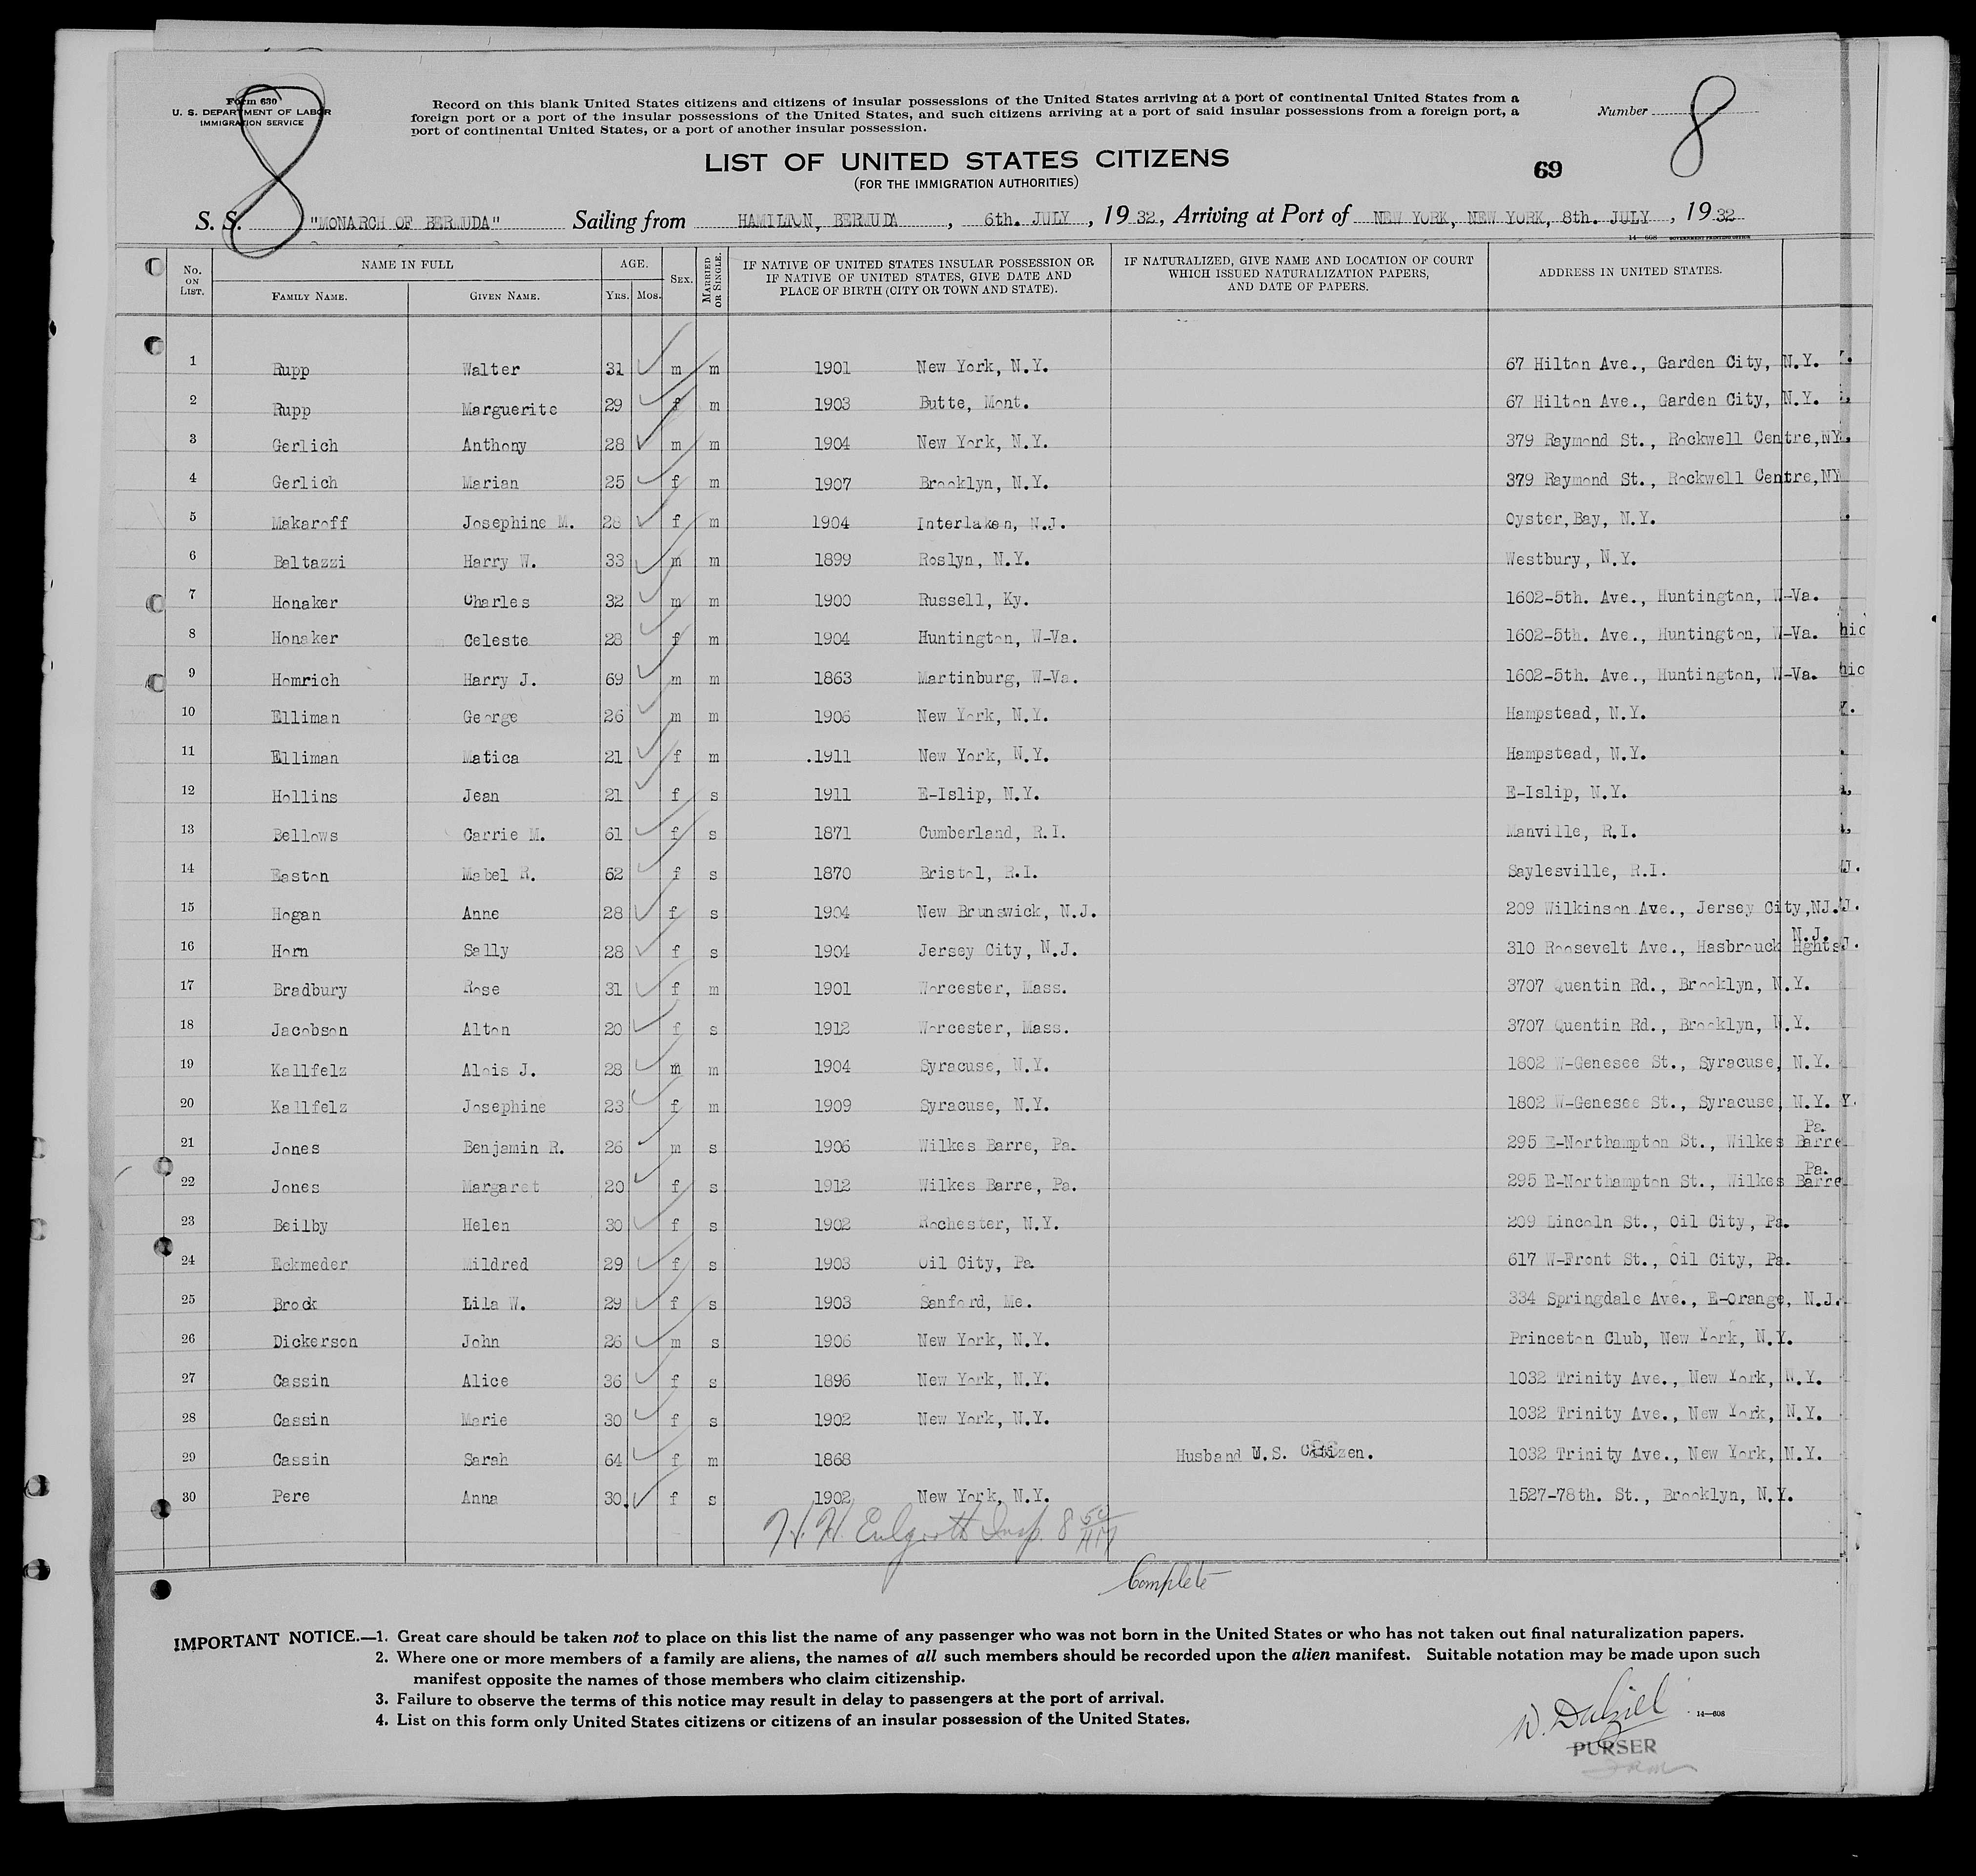 Form 630
U. S. DEPARTMENT OF LABOR
IMMIGRATION SERVICE
8
Record on this blank United States citizens and citizens of insular possessions of the United States arriving at a port of continental United States from a
foreign port or a port of the insular possessions of the United States, and such citizens arriving at a port of said insular possessions from a foreign port, a
port of continental United States, or a port of another insular possession.
Number 8
LIST OF UNITED STATES CITIZENS
(FOR THE IMMIGRATION AUTHORITIES)
69
S. S. "MONARCH OF BERMUDA" Sailing from HAMILTON, BERMUDA, 6th. JULY, 1932, Arriving at Port of NEW YORK, NEW YORK, 8th. JULY, 1932
14—608 GOVERNMENT PRINTING OFFICE
No. ON LIST. NAME IN FULL AGE. SEX. MARRIED OR SINGLE. IF NATIVE OF UNITED STATES INSULAR POSSESSION OR IF NATIVE OF UNITED STATES, GIVE DATE AND PLACE OF BIRTH (CITY OR TOWN AND STATE). IF NATURALIZED, GIVE NAME AND LOCATION OF COURT WHICH ISSUED NATURALIZATION PAPERS, AND DATE OF PAPERS. ADDRESS IN UNITED STATES.
FAMILY NAME. GIVEN NAME. YRS. MOS.
1 Rupp Walter 31 m m 1901 New York, N.Y. 67 Hilton Ave., Garden City, N.Y.
2 Rupp Marguerite 29 f m 1903 Butte, Mont. 67 Hilton Ave., Garden City, N.Y.
3 Gerlich Anthony 28 m m 1904 New York, N.Y. 379 Raymond St., Rockwell Centre,NY
4 Gerlich Marian 25 f m 1907 Brooklyn, N.Y. 379 Raymond St., Rockwell Centre,NY
5 Makaroff Josephine M. 28 f m 1904 Interlaken, N.J. Oyster,Bay, N.Y.
6 Baltazzi Harry W. 33 m m 1899 Roslyn, N.Y. Westbury, N.Y.
7 Honaker Charles 32 m m 1900 Russell, Ky. 1602-5th. Ave., Huntington, W-Va.
8 Honaker Celeste 28 f m 1904 Huntington, W-Va. 1602-5th. Ave., Huntington, W-Va.
9 Homrich Harry J. 69 m m 1863 Martinburg, W-Va. 1602-5th. Ave., Huntington, W-Va.
10 Elliman George 26 m m 1906 New York, N.Y. Hampstead, N.Y.
11 Elliman Matica 21 f m .1911 New York, N.Y. Hampstead, N.Y.
12 Hollins Jean 21 f s 1911 E-Islip, N.Y. E-Islip, N.Y.
13 Bellows Carrie M. 61 f s 1871 Cumberland, R.I. Manville, R.I.
14 Easton Mabel R. 62 f s 1870 Bristol, R.I. Saylesville, R.I.
15 Hogan Anne 28 f s 1904 New Brunswick, N.J. 209 Wilkinson Ave., Jersey City,NJ.
16 Horn Sally 28 f s 1904 Jersey City, N.J. 310 Roosevelt Ave., Hasbrouck Hghts N.J.
17 Bradbury Rose 31 f m 1901 Worcester, Mass. 3707 Quentin Rd., Brooklyn, N.Y.
18 Jacobson Alton 20 f s 1912 Worcester, Mass. 3707 Quentin Rd., Brooklyn, N.Y.
19 Kallfelz Alois J. 28 m m 1904 Syracuse, N.Y. 1802 W-Genesee St., Syracuse, N.Y.
20 Kallfelz Josephine 23 f m 1909 Syracuse, N.Y. 1802 W-Genesee St., Syracuse, N.Y.
21 Jones Benjamin R. 26 m s 1906 Wilkes Barre, Pa. 295 E-Northampton St., Wilkes Barre Pa.
22 Jones Margaret 20 f s 1912 Wilkes Barre, Pa. 295 E-Northampton St., Wilkes Barre Pa.
23 Beilby Helen 30 f s 1902 Rochester, N.Y. 209 Lincoln St., Oil City, Pa.
24 Eckmeder Mildred 29 f s 1903 Oil City, Pa 617 W-Front St., Oil City, Pa.
25 Brock Lila W. 29 f s 1903 Sanford, Me. 334 Springdale Ave., E-Orange, N.J.
26 Dickerson John 26 m s 1906 New York, N.Y. Princeton Club, New York, N.Y.
27 Cassin Alice 36 f s 1896 New York, N.Y. 1032 Trinity Ave., New York, N.Y.
28 Cassin Marie 30 f s 1902 New York, N.Y. 1032 Trinity Ave., New York, N.Y.
29 Cassin Sarah 64 f m 1868 Husband U.S. Citizen. 1032 Trinity Ave., New York, N.Y.
30 Pere Anna 30. f s 1902 New York, N.Y. 1527-78th. St., Brooklyn, N.Y.
Insp. 8 50 AM
Complete
IMPORTANT NOTICE.—1. Great care should be taken not to place on this list the name of any passenger who was not born in the United States or who has not taken out final naturalization papers.
2. Where one or more members of a family are aliens, the names of all such members should be recorded upon the alien manifest. Suitable notation may be made upon such
manifest opposite the names of those members who claim citizenship.
3. Failure to observe the terms of this notice may result in delay to passengers at the port of arrival.
4. List on this form only United States citizens or citizens of an insular possession of the United States.
W. Dalziel
14—608
PURSER